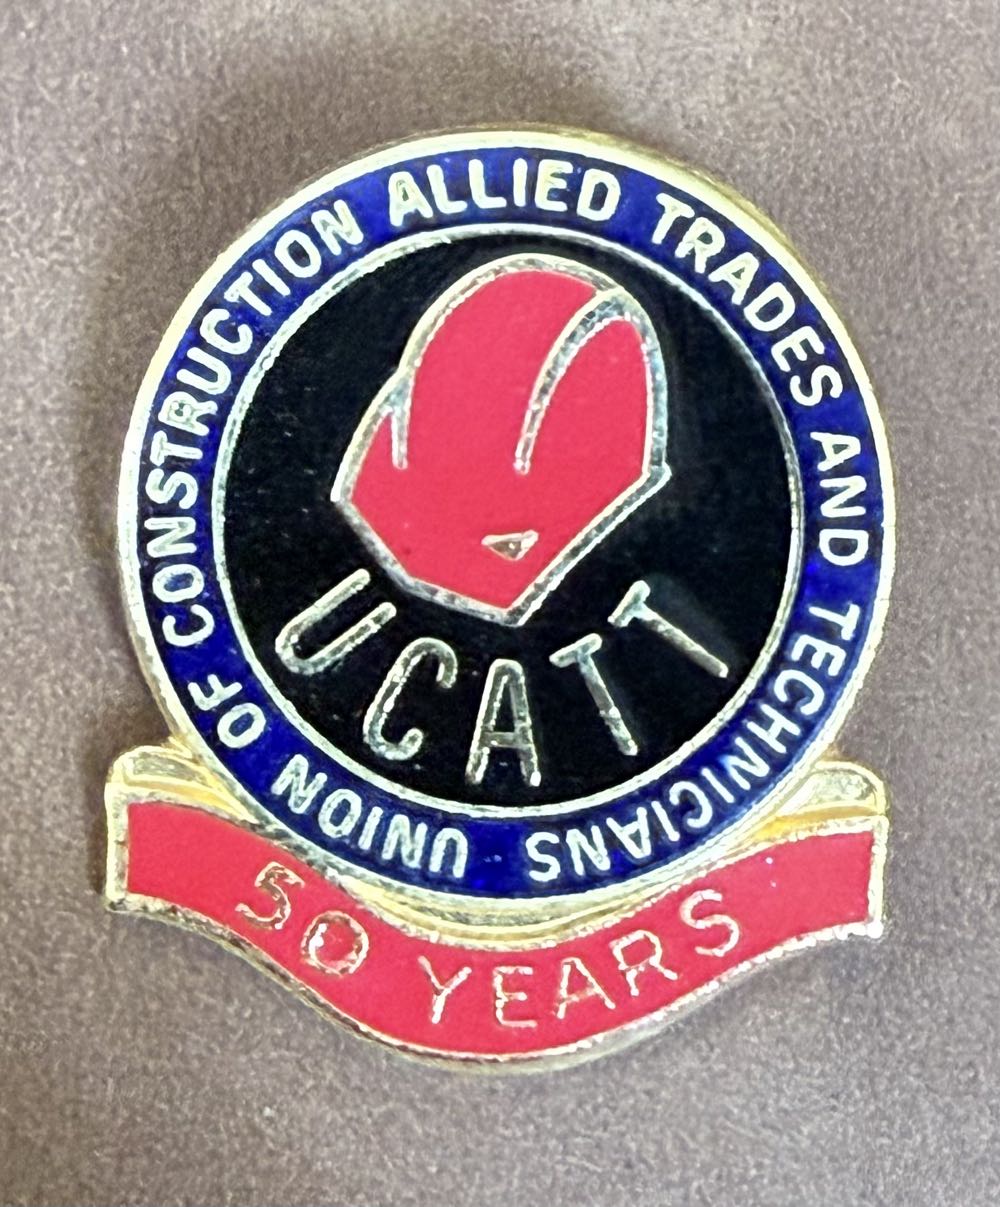 UNION OF CONSTRUCTION ALLIED TRADES AND TECHNICIANS
UCATT
50 YEARS